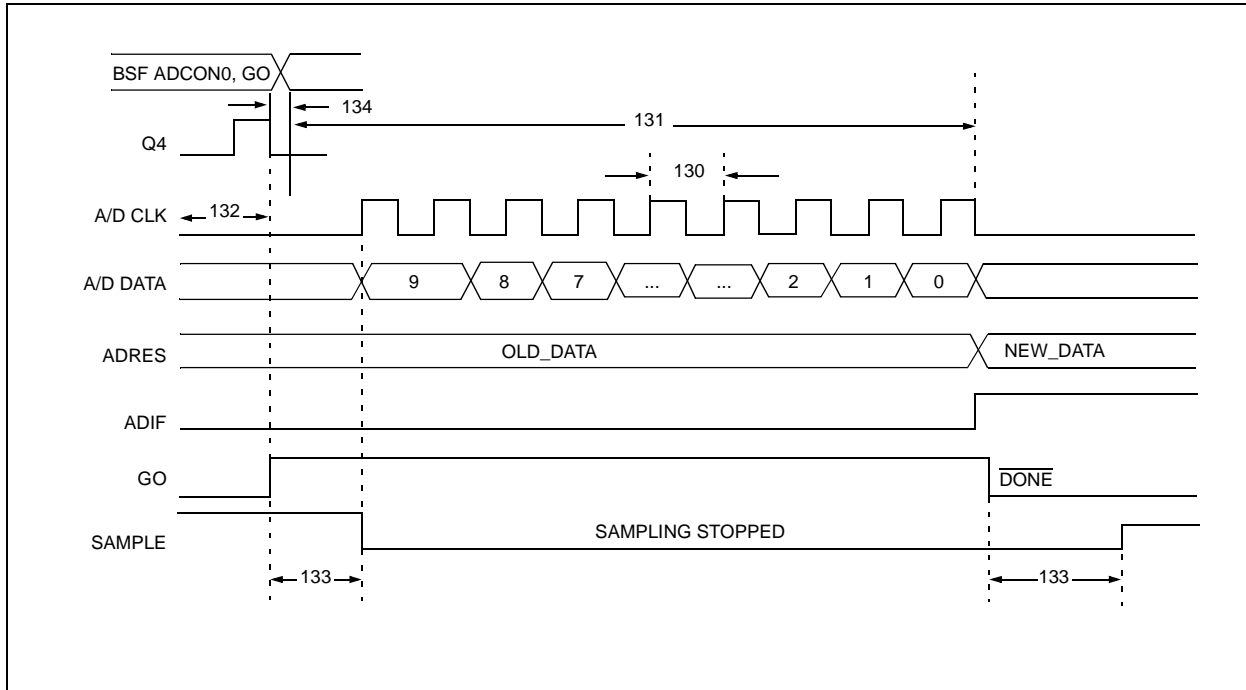 BSF ADCON0, GO
134
131
Q4
130
A/D CLK
132
A/D DATA
9 8 7 ... ... 2 1 0
ADRES
OLD_DATA
NEW_DATA
ADIF
GO
DONE
SAMPLE
SAMPLING STOPPED
133
133